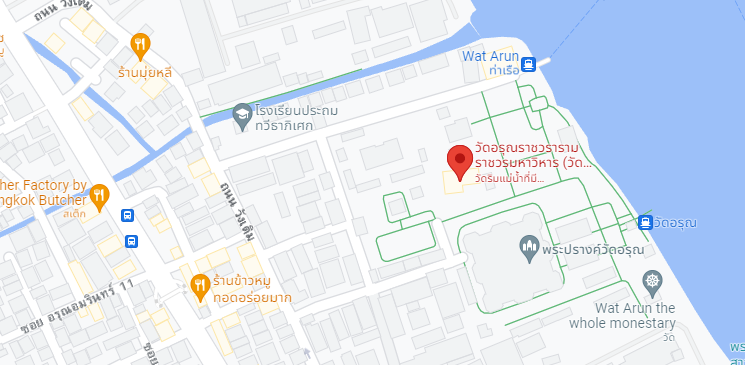 ถนน วังเดิม
ร้านมุ่ยหลี
Wat Arun
ท่าเรือ
โรงเรียนประถม
ทวีธาภิเศก
วัดอรุณราชวราราม
ราชวรมหาวิหาร (วัด...
วัดริมแม่น้ำที่มี...
her Factory by
ngkok Butcher
สเต็ก
ถนน วังเดิม
วัดอรุณ
พระปรางค์วัดอรุณ
ร้านข้าวหมู
ทอดอร่อยมาก
ซอย อรุณอมรินทร์ 11
Wat Arun the
whole monestary
วัด
ซอย